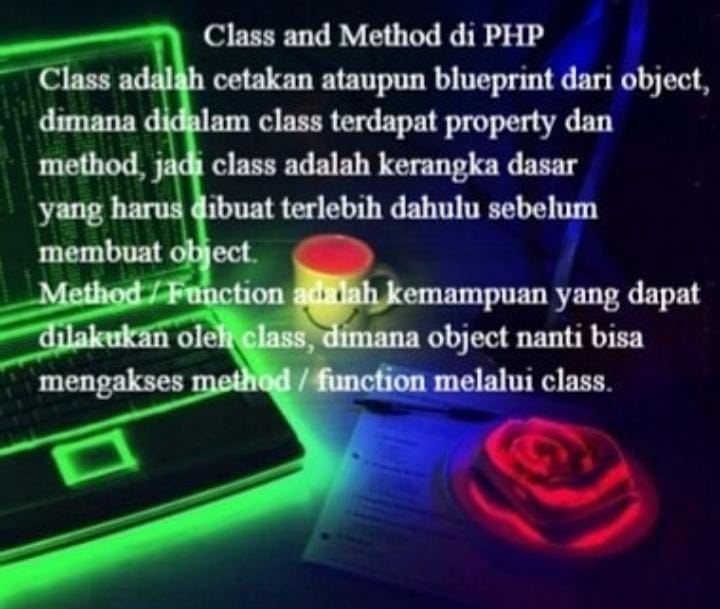 Class and Method di PHP
Class adalah cetakan ataupun blueprint dari object,
dimana didalam class terdapat property dan
method, jadi class adalah kerangka dasar
yang harus dibuat terlebih dahulu sebelum
membuat object.
Method / Function adalah kemampuan yang dapat
dilakukan oleh class, dimana object nanti bisa
mengakses method / function melalui class.